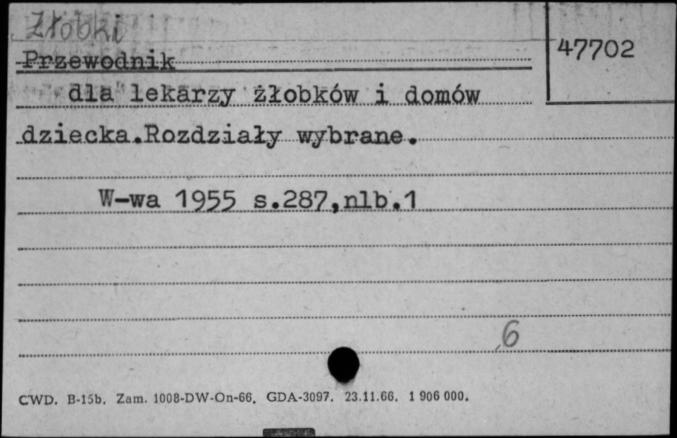 Żłobki
47702
Przewodnik
dla lekarzy żłobków i domów
dziecka.Rozdziały wybrane.
W-wa 1955 s.287,nlb.1
6
CWD. B-15b. Zam. 1008-DW-On-66. GDA-3097. 23.11.66. 1 906 000.